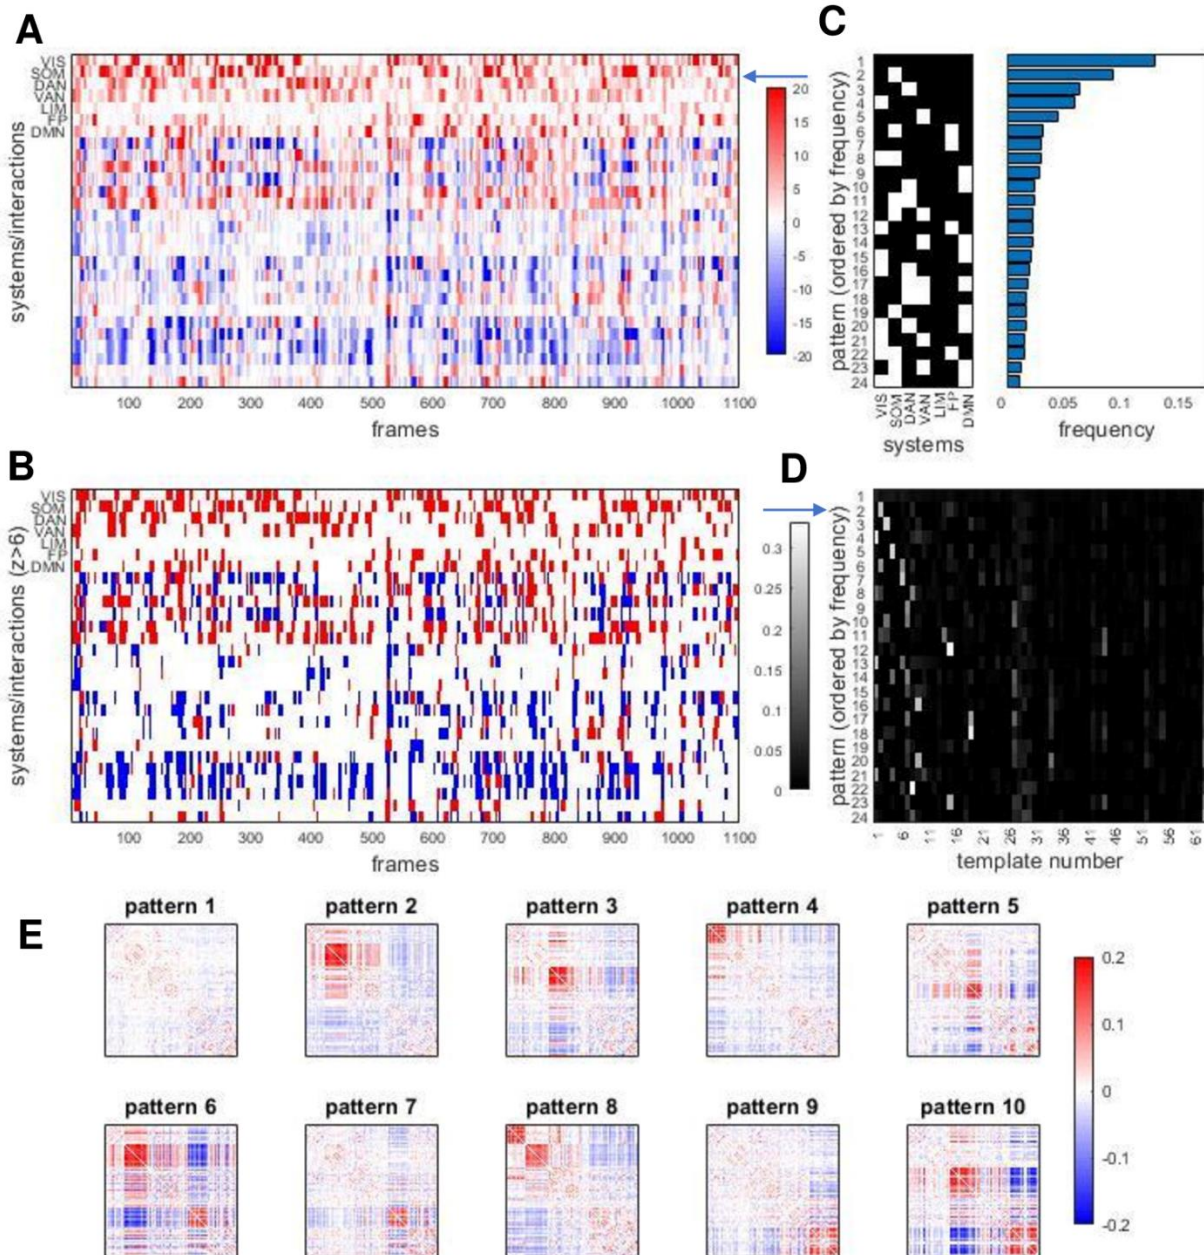 A
VIS
SOM
DAN
VAN
LIM
FP
DMN
systems/interactions
100 200 300 400 500 600 700 800 900 1000 1100
frames
20
15
10
5
0
-5
-10
-15
-20
C
pattern (ordered by frequency)
1
2
3
4
5
6
7
8
9
10
11
12
13
14
15
16
17
18
19
20
21
22
23
24
VIS SOM DAN VAN LIM FP DMN
systems
0 0.05 0.1 0.15
frequency
B
VIS
SOM
DAN
VAN
LIM
FP
DMN
systems/interactions (z>6)
100 200 300 400 500 600 700 800 900 1000 1100
frames
0.3
0.25
0.2
0.15
0.1
0.05
0
D
pattern (ordered by frequency)
1
2
3
4
5
6
7
8
9
10
11
12
13
14
15
16
17
18
19
20
21
22
23
24
1 6 11 16 21 26 31 36 41 46 51 56 61
template number
E
pattern 1 pattern 2 pattern 3 pattern 4 pattern 5
pattern 6 pattern 7 pattern 8 pattern 9 pattern 10
0.2
0.1
0
-0.1
-0.2